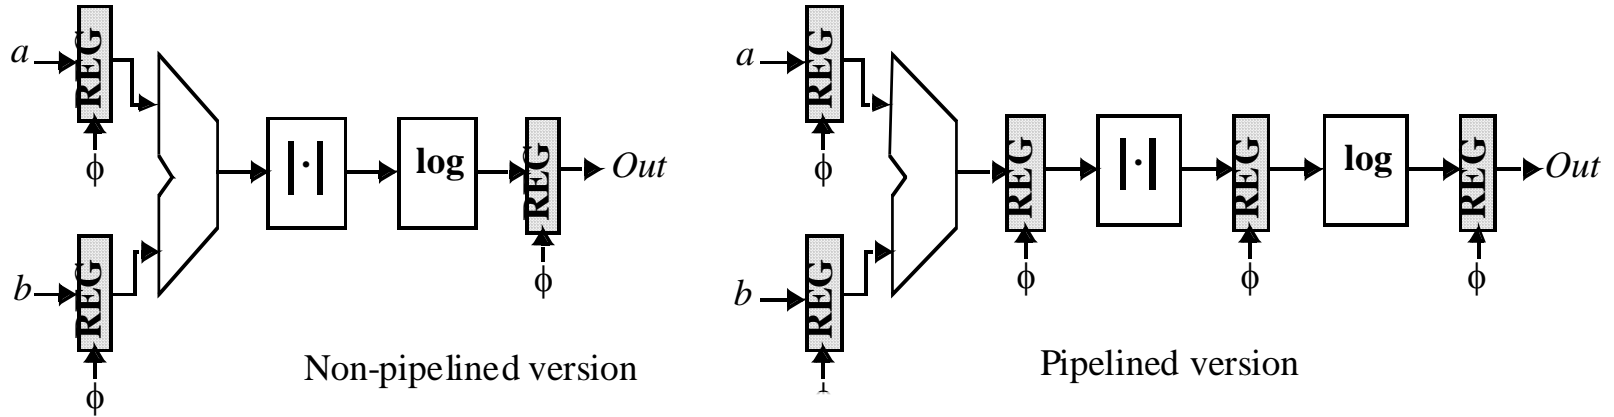 a
REG
ϕ
b
REG
ϕ
|·|
log
REG
ϕ
Out
Non-pipelined version
a
REG
ϕ
b
REG
REG
ϕ
|·|
REG
ϕ
log
REG
ϕ
Out
Pipelined version